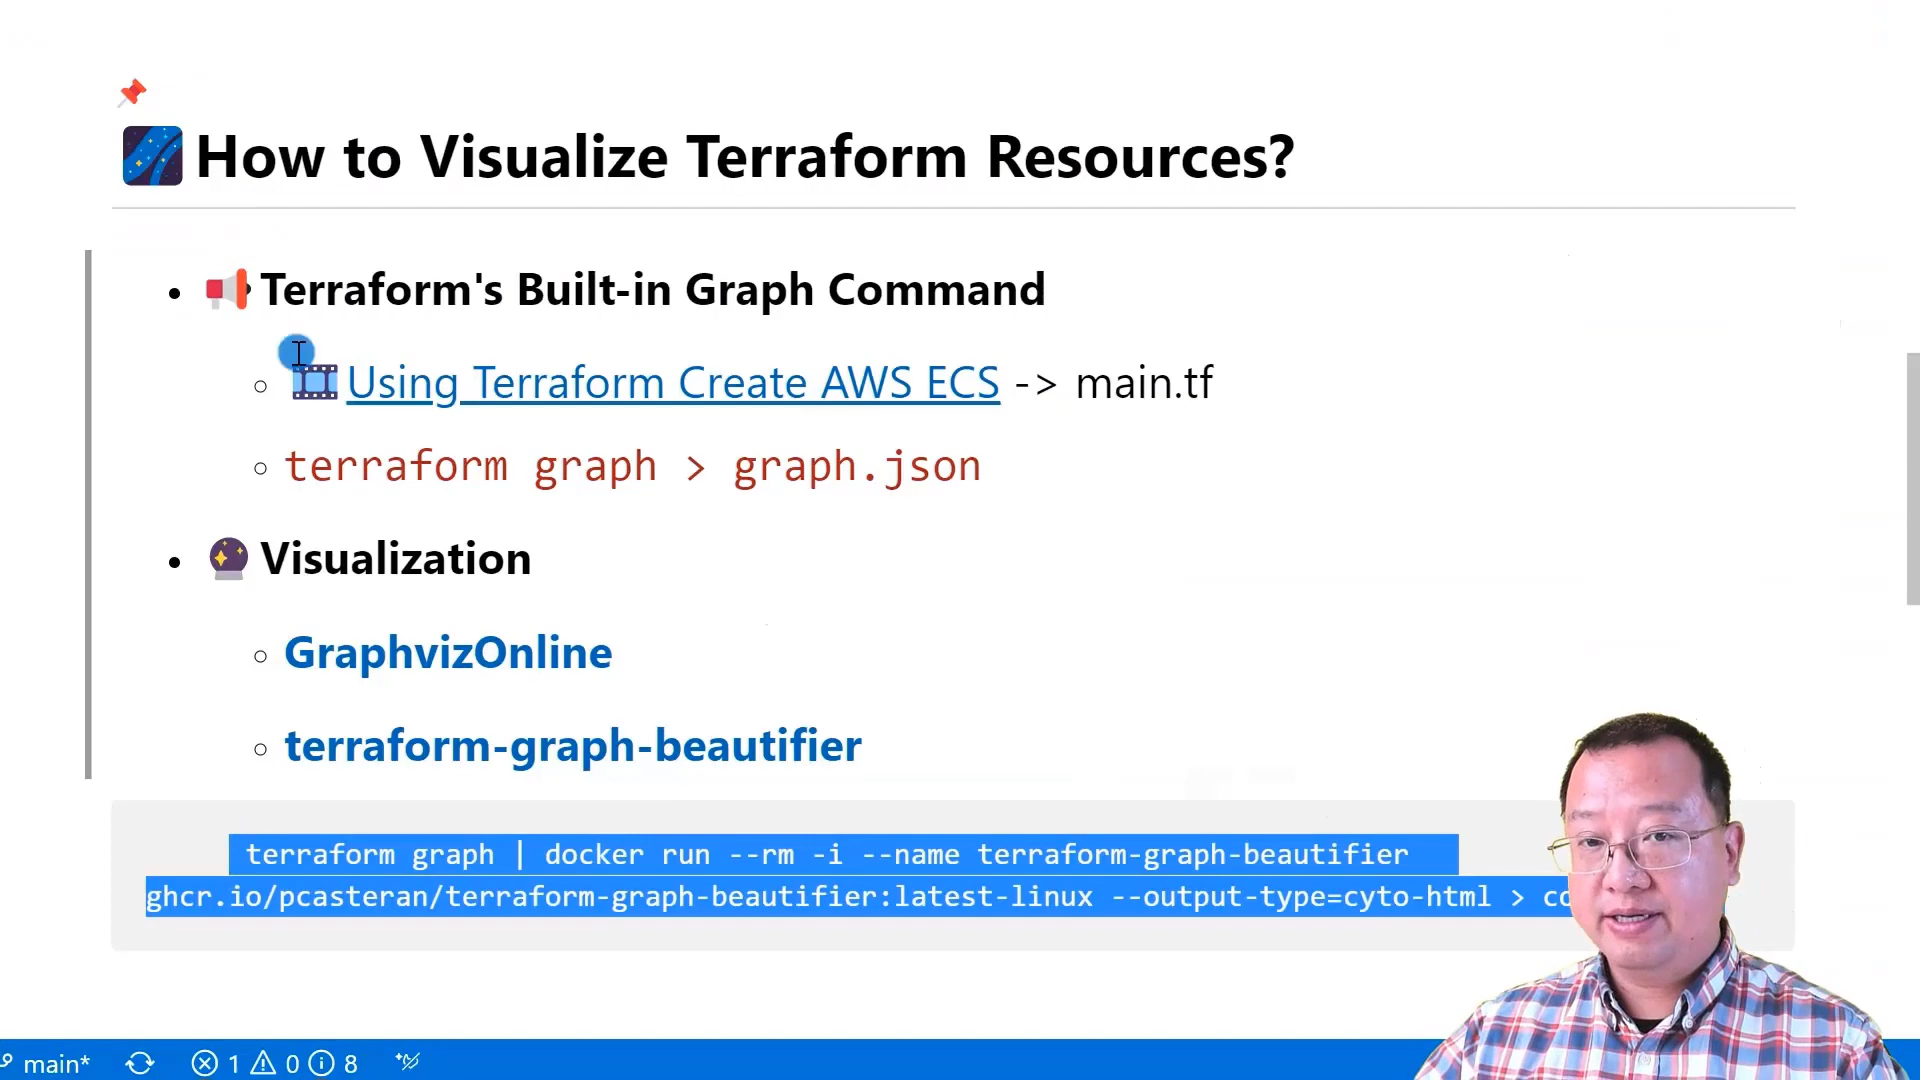 How to Visualize Terraform Resources?
Terraform's Built-in Graph Command
Using Terraform Create AWS ECS -> main.tf
terraform graph > graph.json
Visualization
GraphvizOnline
terraform-graph-beautifier
terraform graph | docker run --rm -i --name terraform-graph-beautifier
ghcr.io/pcasteran/terraform-graph-beautifier:latest-linux --output-type=cyto-html >
main* 1 0 8